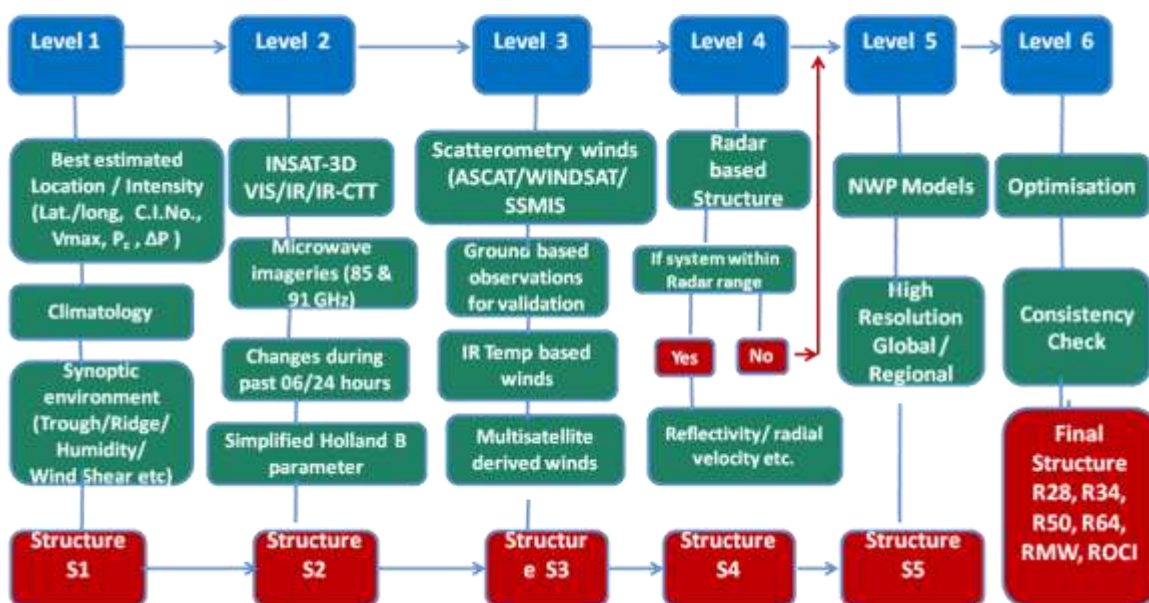 Level 1
Level 2
Level 3
Level 4
Level 5
Level 6
Best estimated
Location / Intensity
(Lat./long, C.I.No.,
Vmax, Pc , ΔP )
Climatology
Synoptic
environment
(Trough/Ridge/
Humidity/
Wind Shear etc)
Structure
S1
INSAT-3D
VIS/IR/IR-CTT
Microwave
imageries (85 &
91 GHz)
Changes during
past 06/24 hours
Simplified Holland B
parameter
Structure
S2
Scatterometry winds
(ASCAT/WINDSAT/
SSMIS
Ground based
observations
for validation
IR Temp based
winds
Multisatellite
derived winds
Structur
e S3
Radar
based
Structure
If system within
Radar range
Yes
No
Reflectivity/ radial
velocity etc.
Structure
S4
NWP Models
High
Resolution
Global /
Regional
Structure
S5
Optimisation
Consistency
Check
Final
Structure
R28, R34,
R50, R64,
RMW, ROCI